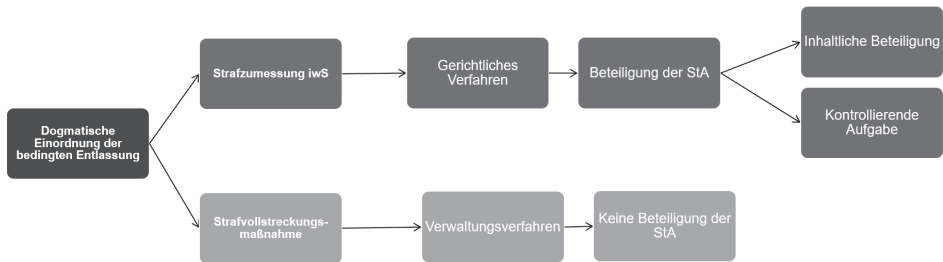 Dogmatische
Einordnung der
bedingten Entlassung
Strafzumessung iwS
Gerichtliches
Verfahren
Beteiligung der StA
Inhaltliche Beteiligung
Kontrollierende
Aufgabe
Strafvollstreckungs-
maßnahme
Verwaltungsverfahren
Keine Beteiligung der
StA